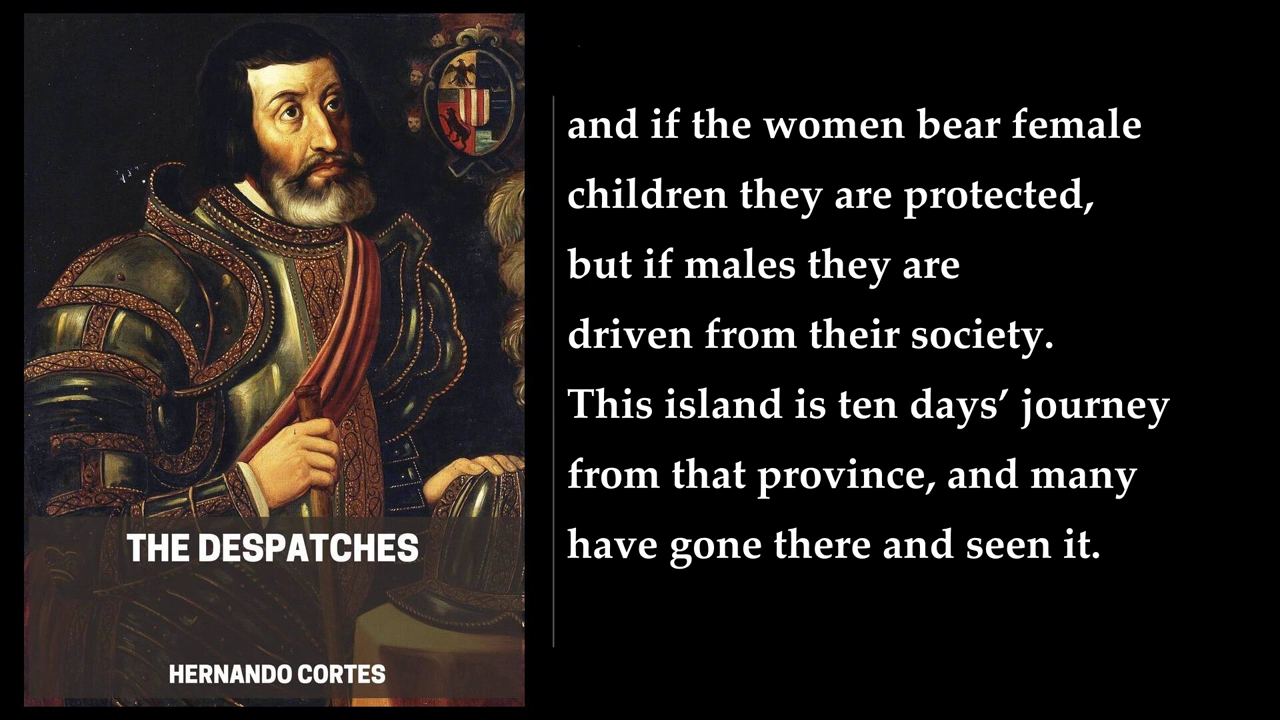 THE DESPATCHES
HERNANDO CORTES
and if the women bear female
children they are protected,
but if males they are
driven from their society.
This island is ten days’ journey
from that province, and many
have gone there and seen it.